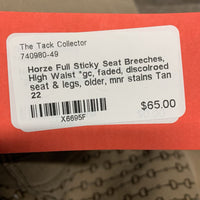 The Tack Collector
740980-49
Horze Full Sticky Seat Breeches,
High Waist *gc, faded, discolroed
seat & legs, older, mnr stains Tan
22
$65.00
X6695F